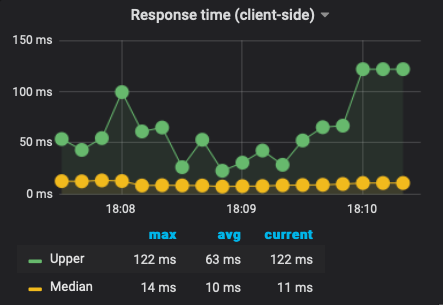 Response time (client-side)
150 ms
100 ms
50 ms
0 ms
18:08 18:09 18:10
max avg current
Upper 122 ms 63 ms 122 ms
Median 14 ms 10 ms 11 ms